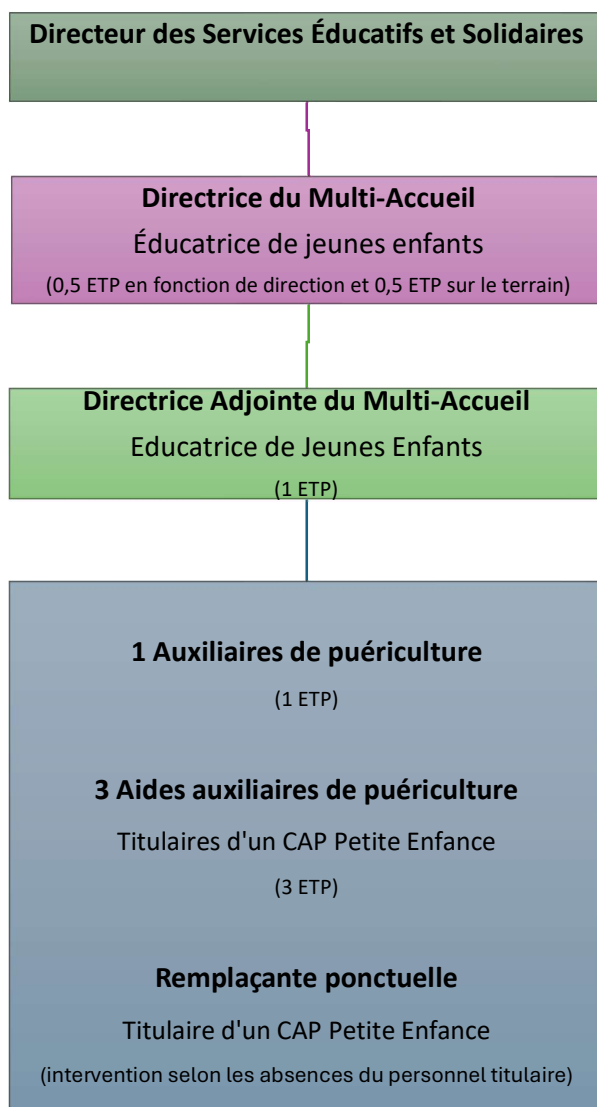 Directeur des Services Éducatifs et Solidaires
Directrice du Multi-Accueil
Éducatrice de jeunes enfants
(0,5 ETP en fonction de direction et 0,5 ETP sur le terrain)
Directrice Adjointe du Multi-Accueil
Educatrice de Jeunes Enfants
(1 ETP)
1 Auxiliaires de puériculture
(1 ETP)
3 Aides auxiliaires de puériculture
Titulaires d'un CAP Petite Enfance
(3 ETP)
Remplaçante ponctuelle
Titulaire d'un CAP Petite Enfance
(intervention selon les absences du personnel titulaire)